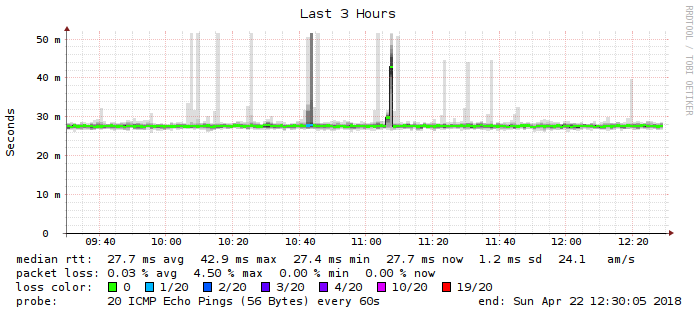 Last 3 Hours
RRDTOOL / TOBI OETIKER
Seconds
50 m
40 m
30 m
20 m
10 m
0
09:40 10:00 10:20 10:40 11:00 11:20 11:40 12:00 12:20
median rtt: 27.7 ms avg 42.9 ms max 27.4 ms min 27.7 ms now 1.2 ms sd 24.1 am/s
packet loss: 0.03 % avg 4.50 % max 0.00 % min 0.00 % now
loss color: 0 1/20 2/20 3/20 4/20 10/20 19/20
probe: 20 ICMP Echo Pings (56 Bytes) every 60s end: Sun Apr 22 12:30:05 2018